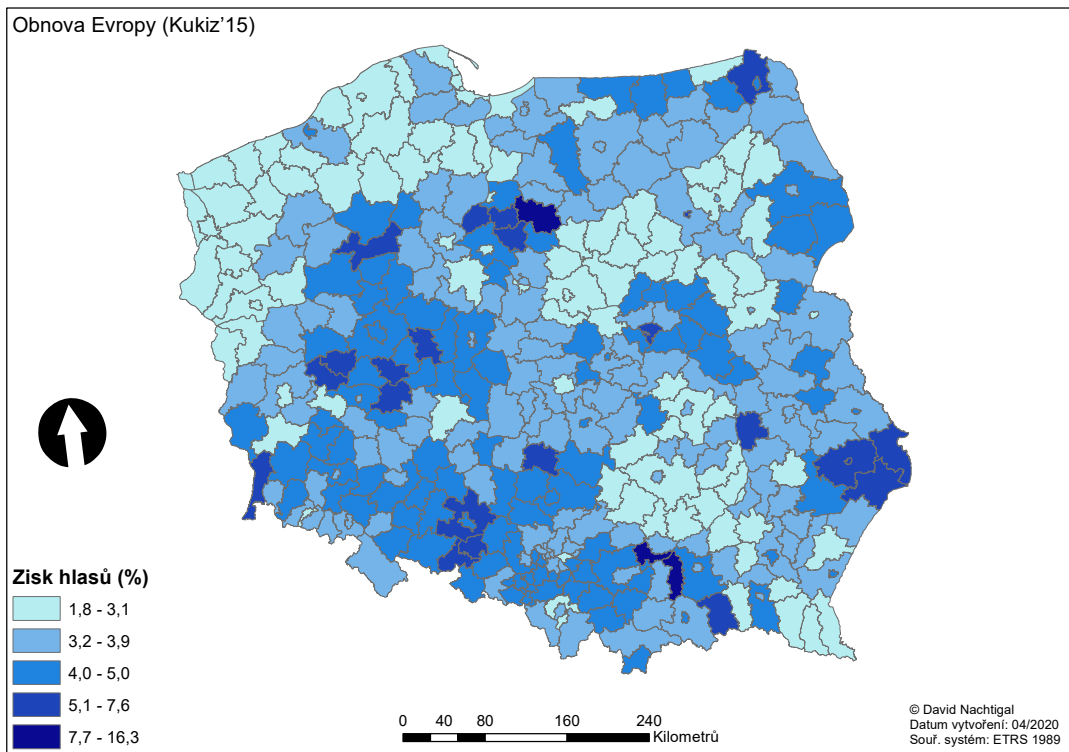 Obnova Evropy (Kukiz’15)
Zisk hlasů (%)
1,8 - 3,1
3,2 - 3,9
4,0 - 5,0
5,1 - 7,6
7,7 - 16,3
0 40 80 160 240
Kilometrů
© David Nachtigal
Datum vytvoření: 04/2020
Souř. systém: ETRS 1989